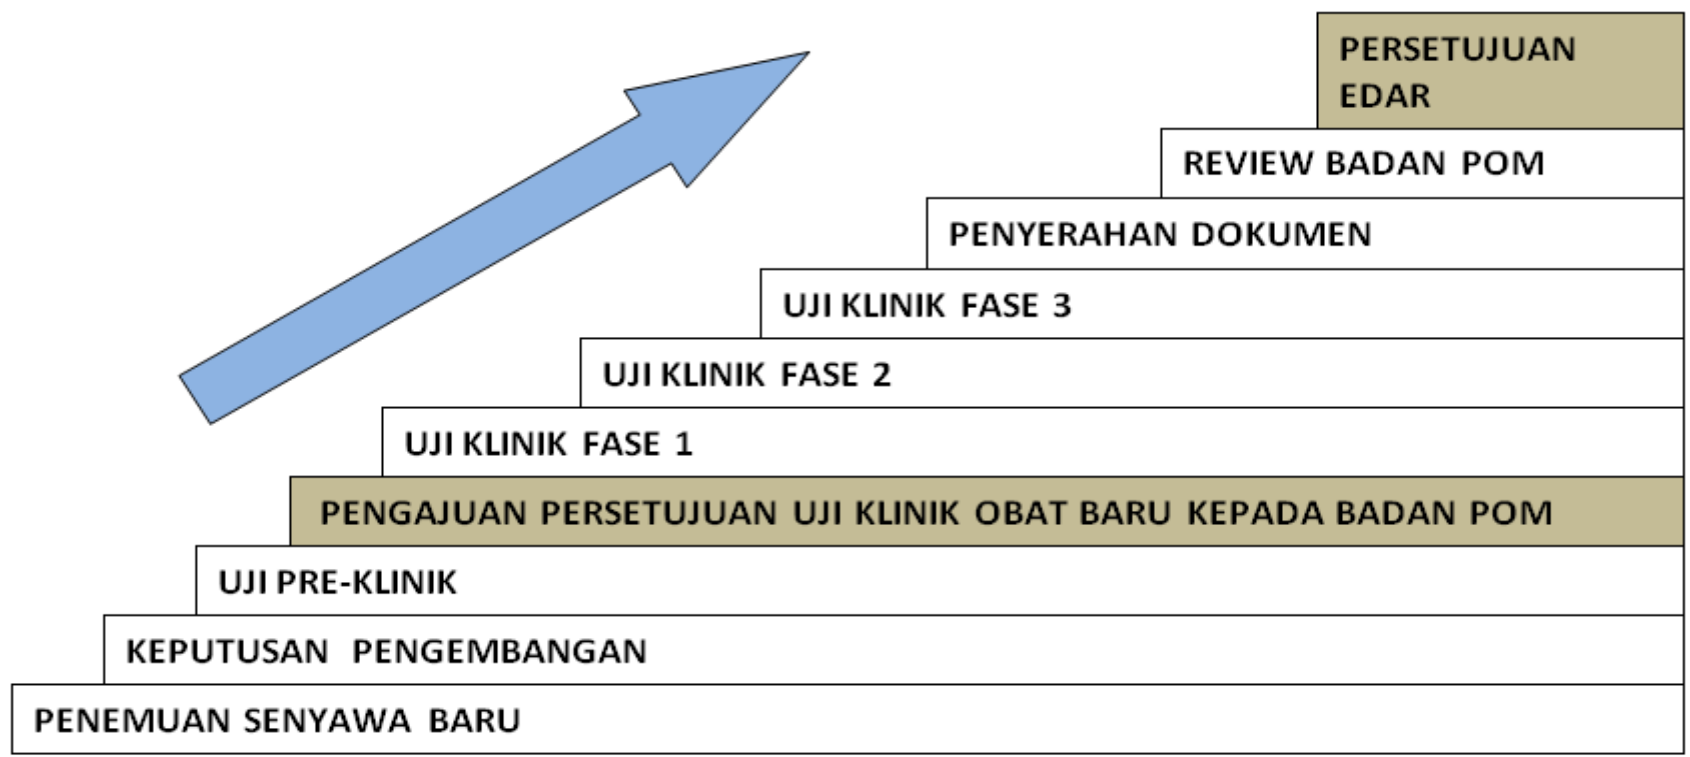 PERSETUJUAN
EDAR
REVIEW BADAN POM
PENYERAHAN DOKUMEN
UJI KLINIK FASE 3
UJI KLINIK FASE 2
UJI KLINIK FASE 1
PENGAJUAN PERSETUJUAN UJI KLINIK OBAT BARU KEPADA BADAN POM
UJI PRE-KLINIK
KEPUTUSAN PENGEMBANGAN
PENEMUAN SENYAWA BARU